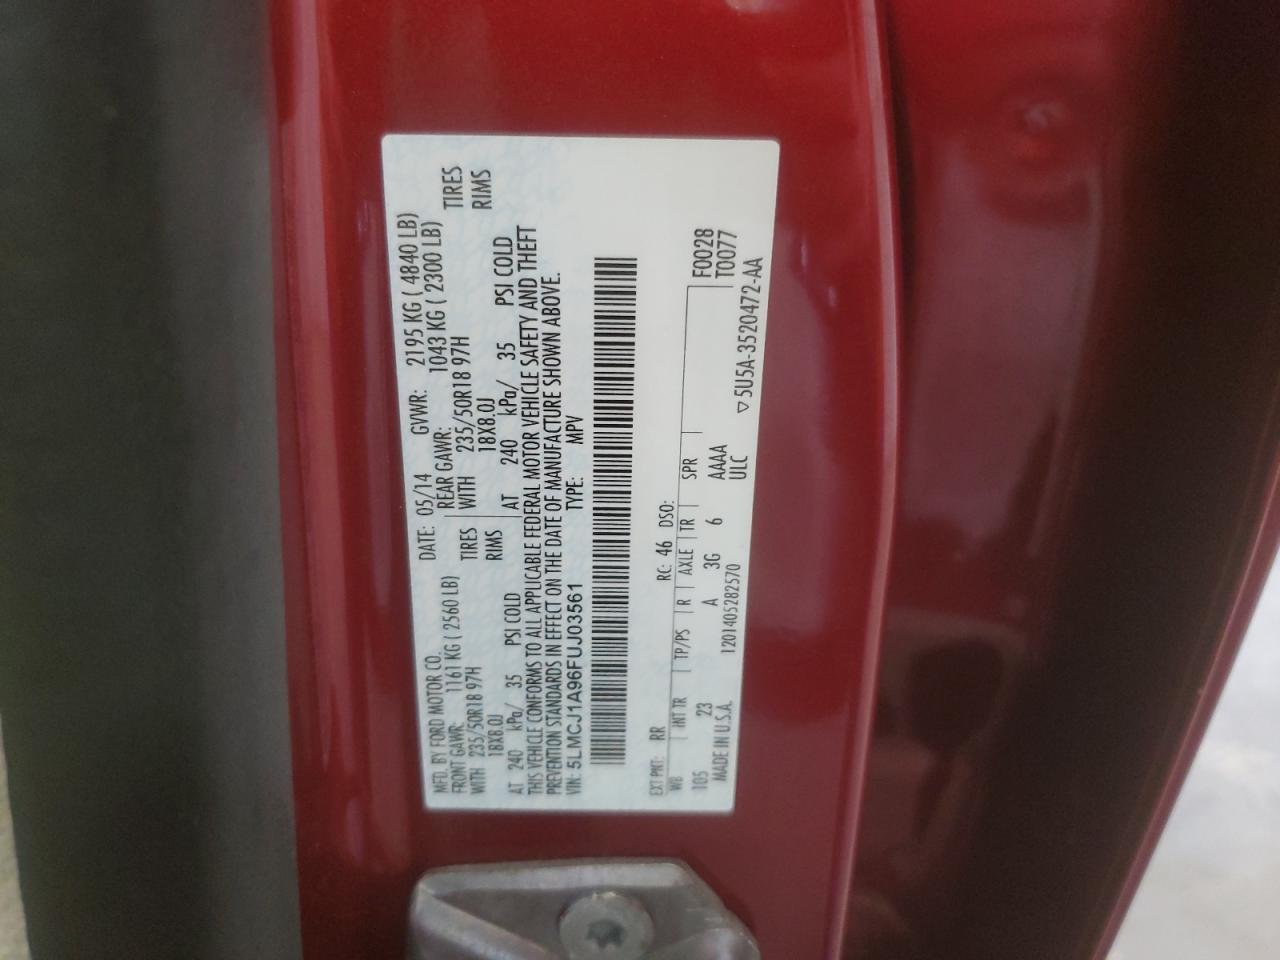 MFD. BY FORD MOTOR CO. DATE: 05/14 GVWR: 2195 KG ( 4840 LB)
FRONT GAWR: 1161 KG ( 2560 LB) REAR GAWR: 1043 KG ( 2300 LB)
WITH 235/50R18 97H TIRES WITH 235/50R18 97H TIRES
18X8.0J RIMS 18X8.0J RIMS
AT 240 kPa/ 35 PSI COLD AT 240 kPa/ 35 PSI COLD
THIS VEHICLE CONFORMS TO ALL APPLICABLE FEDERAL MOTOR VEHICLE SAFETY AND THEFT
PREVENTION STANDARDS IN EFFECT ON THE DATE OF MANUFACTURE SHOWN ABOVE.
VIN: 5LMCJ1A96FUJ03561 TYPE: MPV
EXT PNT: RR RC: 46 DSO:
WB INT TR TP/PS R AXLE TR SPR F0028
105 23 A 3G 6 AAAA T0077
MADE IN U.S.A. 1201405282570 ULC
▽5U5A-3520472-AA